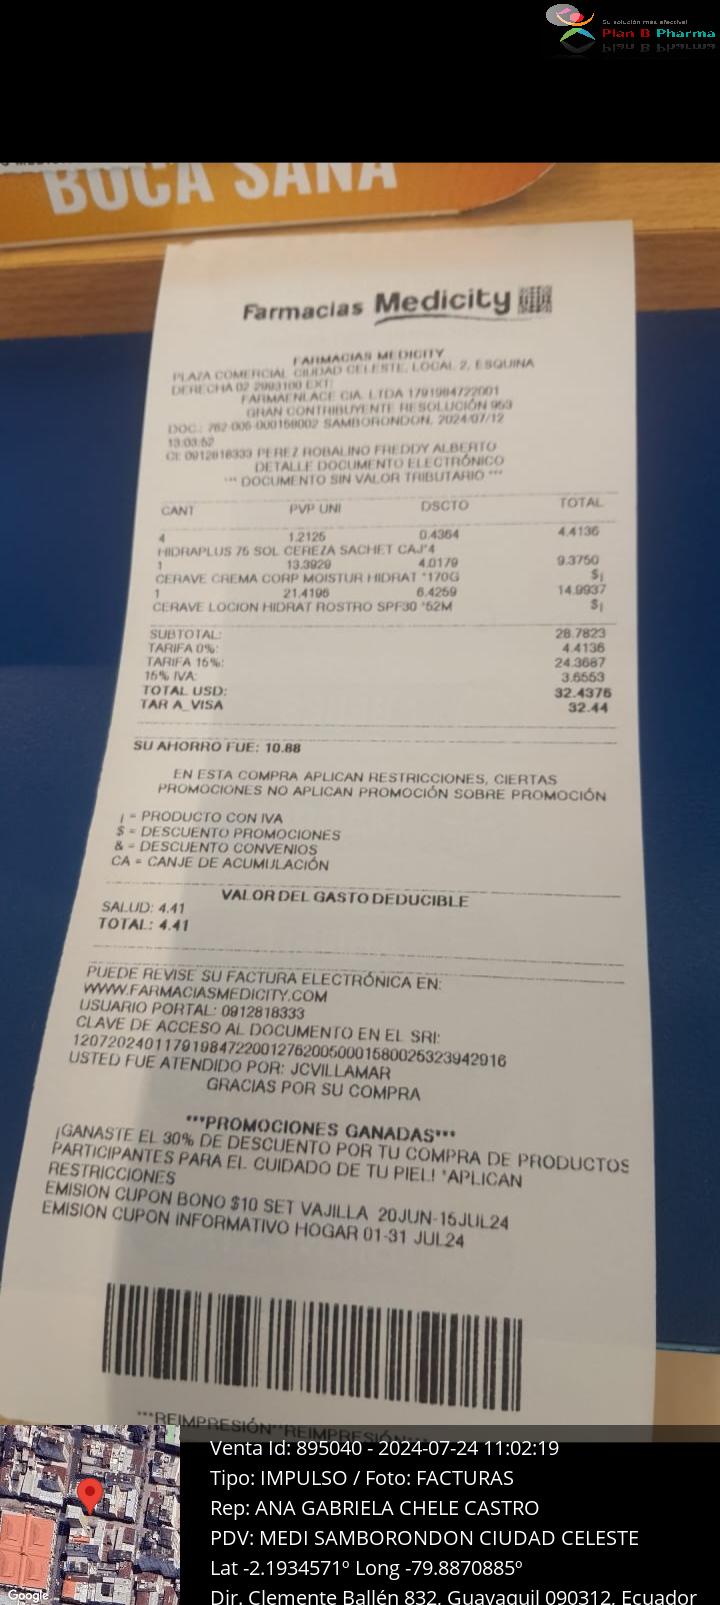 Su solución más efectiva!
Plan B Pharma
BOCA SANA
Farmacias Medicity
FARMACIAS MEDICITY
PLAZA COMERCIAL CIUDAD CELESTE, LOCAL 2, ESQUINA
DERECHA 02 2993100 EXT:
FARMAENLACE CIA. LTDA 1791984722001
GRAN CONTRIBUYENTE RESOLUCIÓN 953
DOC.: 762-006-000158002 SAMBORONDON, 2024/07/12
13:03:52
CI: 0912818333 PEREZ ROBALINO FREDDY ALBERTO
DETALLE DOCUMENTO ELECTRÓNICO
*** DOCUMENTO SIN VALOR TRIBUTARIO ***
CANT PVP UNI DSCTO TOTAL
4 1.2125 0.4364 4.4136
HIDRAPLUS 75 SOL CEREZA SACHET CAJ*4
1 13.3929 4.0179 9.3750
CERAVE CREMA CORP MOISTUR HIDRAT *170G $¡
1 21.4196 6.4259 14.9937
CERAVE LOCION HIDRAT ROSTRO SPF30 *52M $¡
SUBTOTAL: 28.7823
TARIFA 0%: 4.4136
TARIFA 15%: 24.3687
15% IVA: 3.6553
TOTAL USD: 32.4376
TAR A_VISA 32.44
SU AHORRO FUE: 10.88
EN ESTA COMPRA APLICAN RESTRICCIONES, CIERTAS
PROMOCIONES NO APLICAN PROMOCIÓN SOBRE PROMOCIÓN
¡ = PRODUCTO CON IVA
$ = DESCUENTO PROMOCIONES
& = DESCUENTO CONVENIOS
CA = CANJE DE ACUMULACIÓN
VALOR DEL GASTO DEDUCIBLE
SALUD: 4.41
TOTAL: 4.41
PUEDE REVISE SU FACTURA ELECTRÓNICA EN:
WWW.FARMACIASMEDICITY.COM
USUARIO PORTAL: 0912818333
CLAVE DE ACCESO AL DOCUMENTO EN EL SRI:
1207202401179198472200127620050001580025323942916
USTED FUE ATENDIDO POR: JCVILLAMAR
GRACIAS POR SU COMPRA
***PROMOCIONES GANADAS***
¡GANASTE EL 30% DE DESCUENTO POR TU COMPRA DE PRODUCTOS
PARTICIPANTES PARA EL CUIDADO DE TU PIEL! *APLICAN
RESTRICCIONES
EMISION CUPON BONO $10 SET VAJILLA 20JUN-15JUL24
EMISION CUPON INFORMATIVO HOGAR 01-31 JUL24
***REIMPRESIÓN**REIMPRESIÓN***
Venta Id: 895040 - 2024-07-24 11:02:19
Tipo: IMPULSO / Foto: FACTURAS
Rep: ANA GABRIELA CHELE CASTRO
PDV: MEDI SAMBORONDON CIUDAD CELESTE
Lat -2.1934571º Long -79.8870885º
Dir. Clemente Ballén 832, Guayaquil 090312, Ecuador
Google